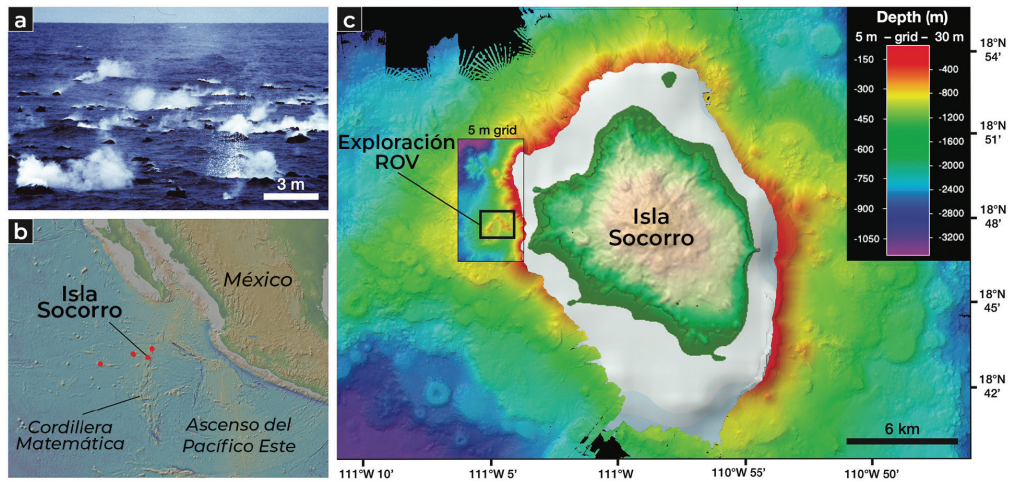 a
3 m
b
México
Isla
Socorro
Cordillera
Matemática
Ascenso del
Pacífico Este
c
5 m grid
Exploración
ROV
Isla
Socorro
Depth (m)
5 m – grid – 30 m
-150
-300
-450
-600
-750
-900
-1050
-400
-800
-1200
-1600
-2000
-2400
-2800
-3200
18°N
54'
18°N
51'
18°N
48'
18°N
45'
18°N
42'
6 km
111°W 10'
111°W 5'
111°W
110°W 55'
110°W 50'